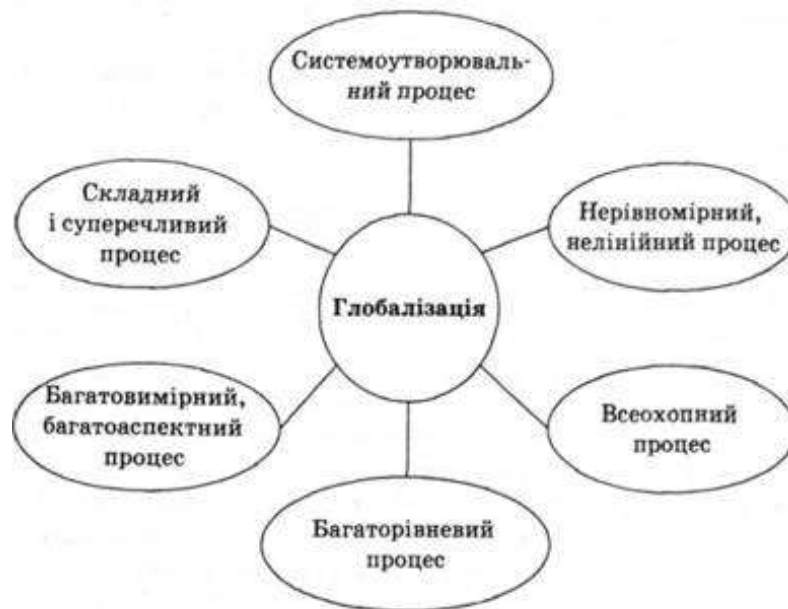 Системоутворюваль-
ний процес
Складний
і суперечливий
процес
Нерівномірний,
нелінійний процес
Глобалізація
Багатовимірний,
багатоаспектний
процес
Всеохопний
процес
Багаторівневий
процес